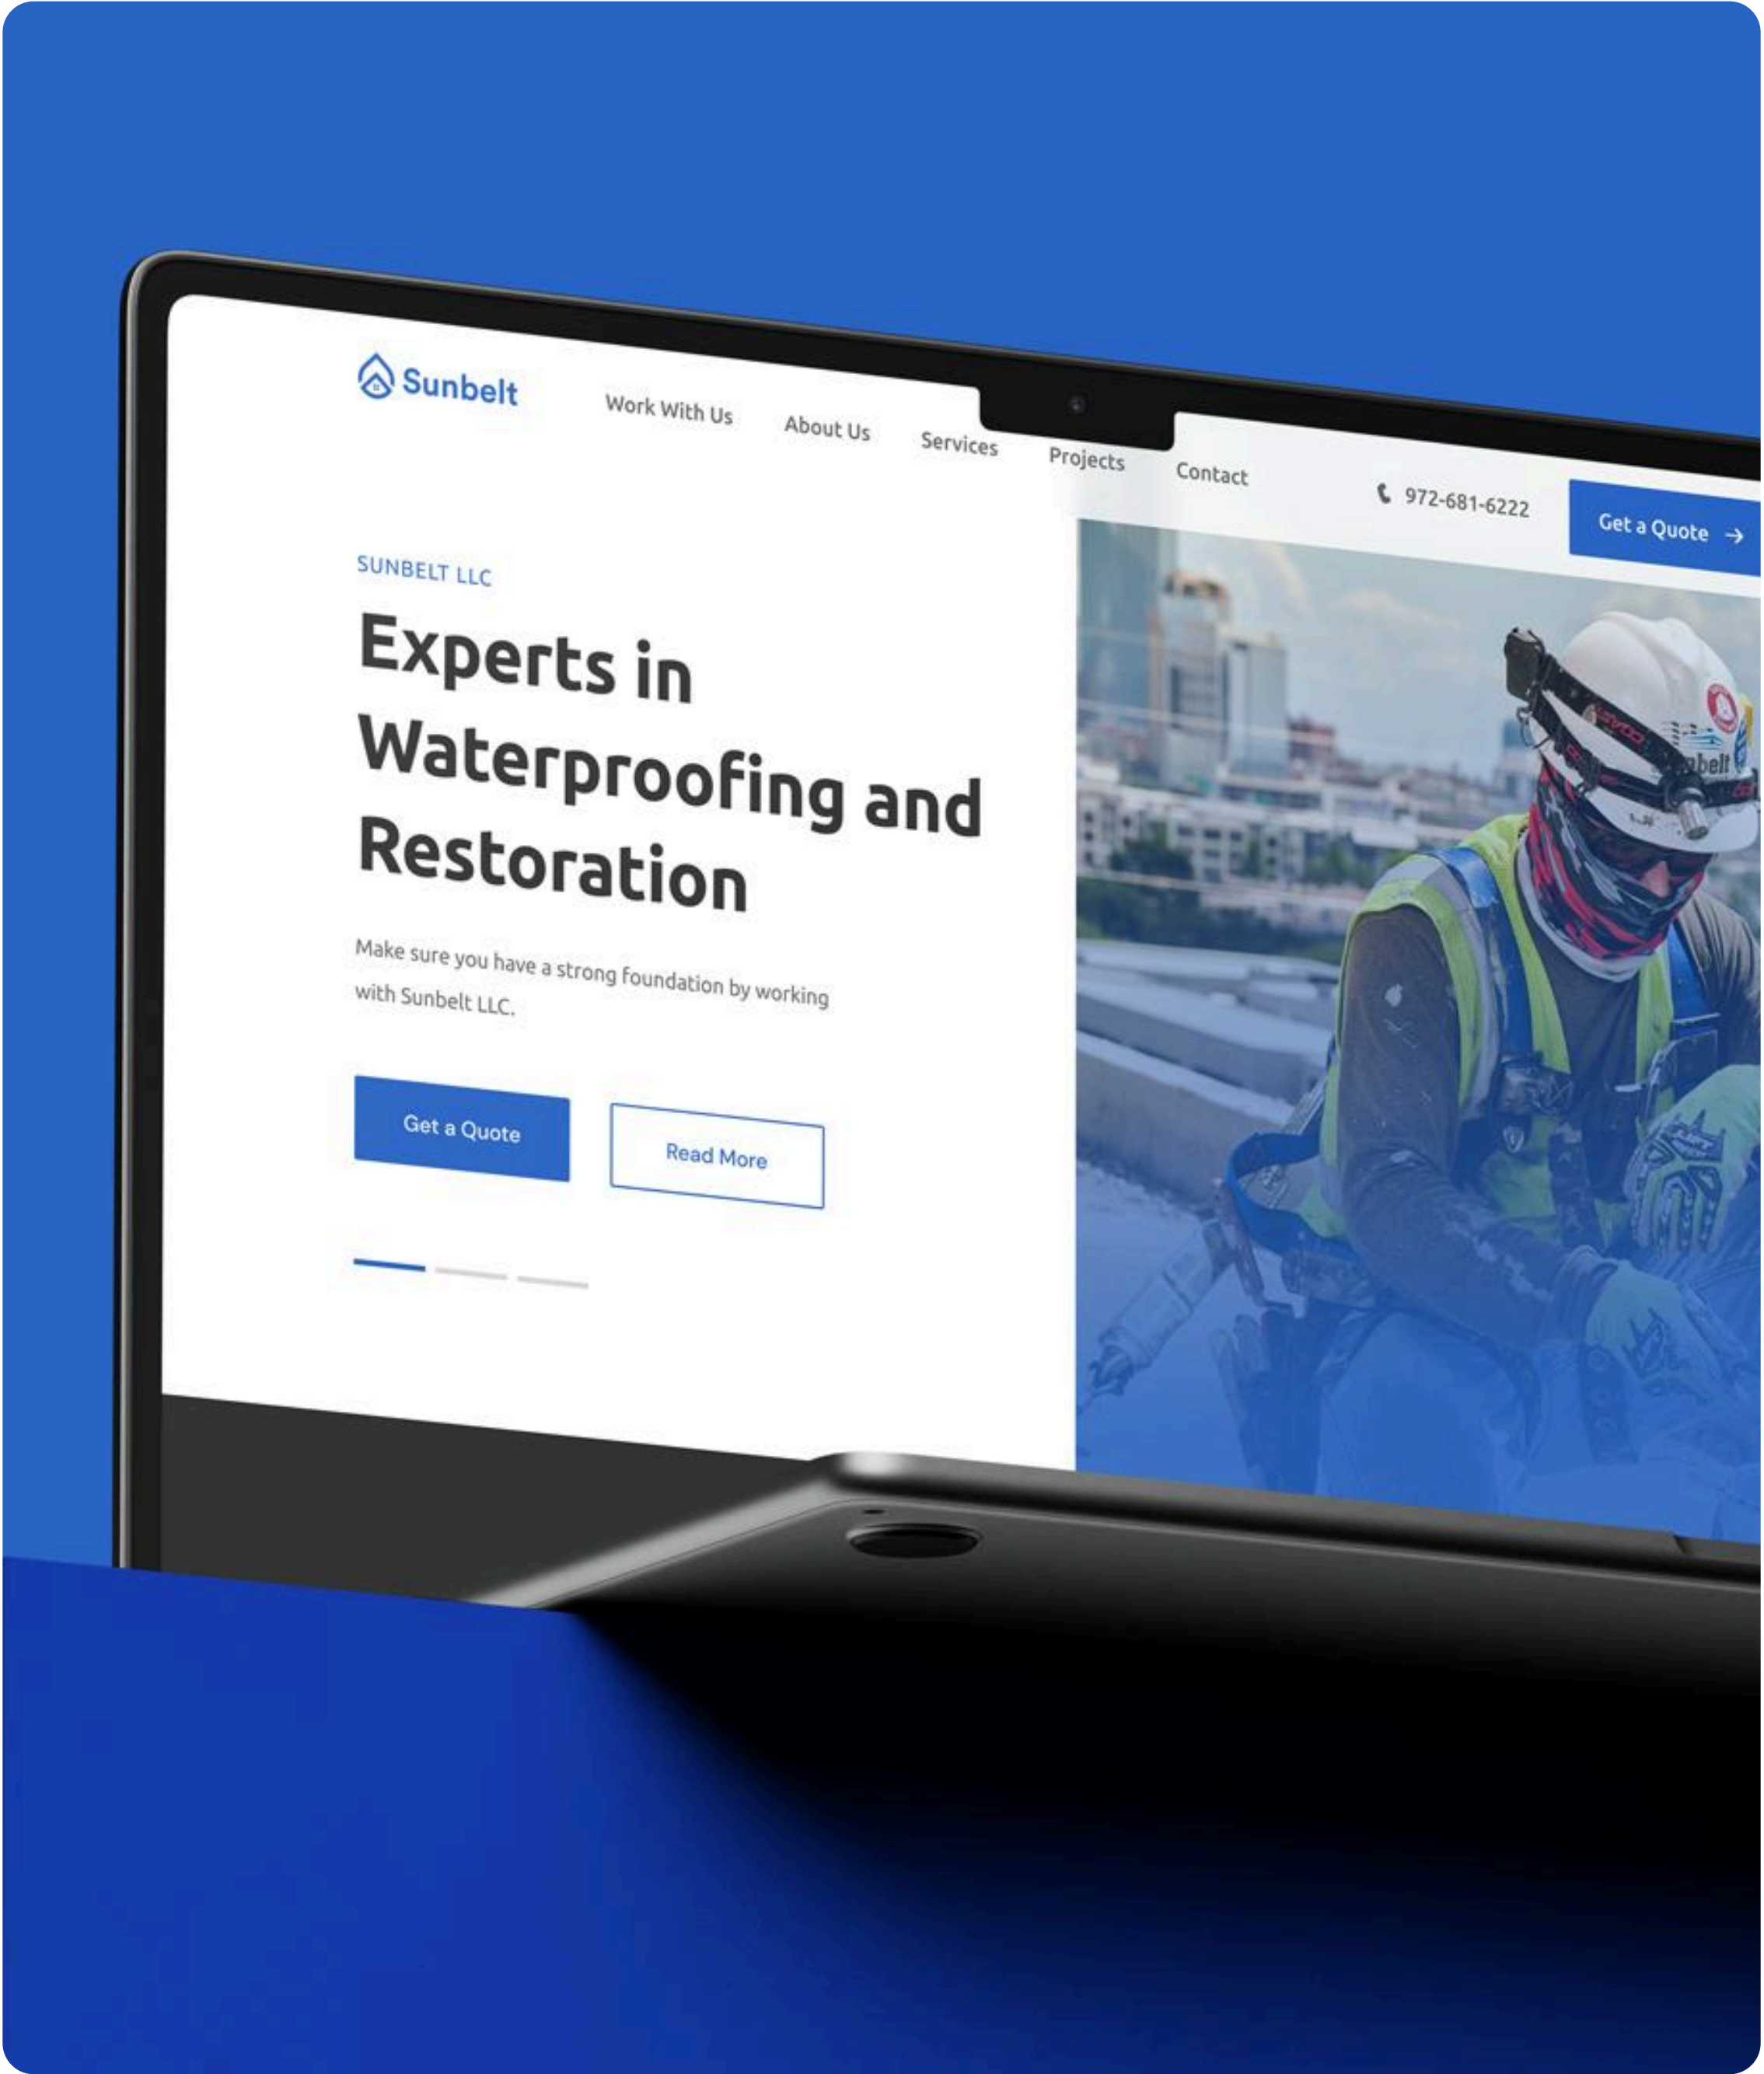 Sunbelt
Work With Us
About Us
Services
Projects
Contact
972-681-6222
Get a Quote →
SUNBELT LLC
Experts in
Waterproofing and
Restoration
Make sure you have a strong foundation by working
with Sunbelt LLC.
Get a Quote
Read More